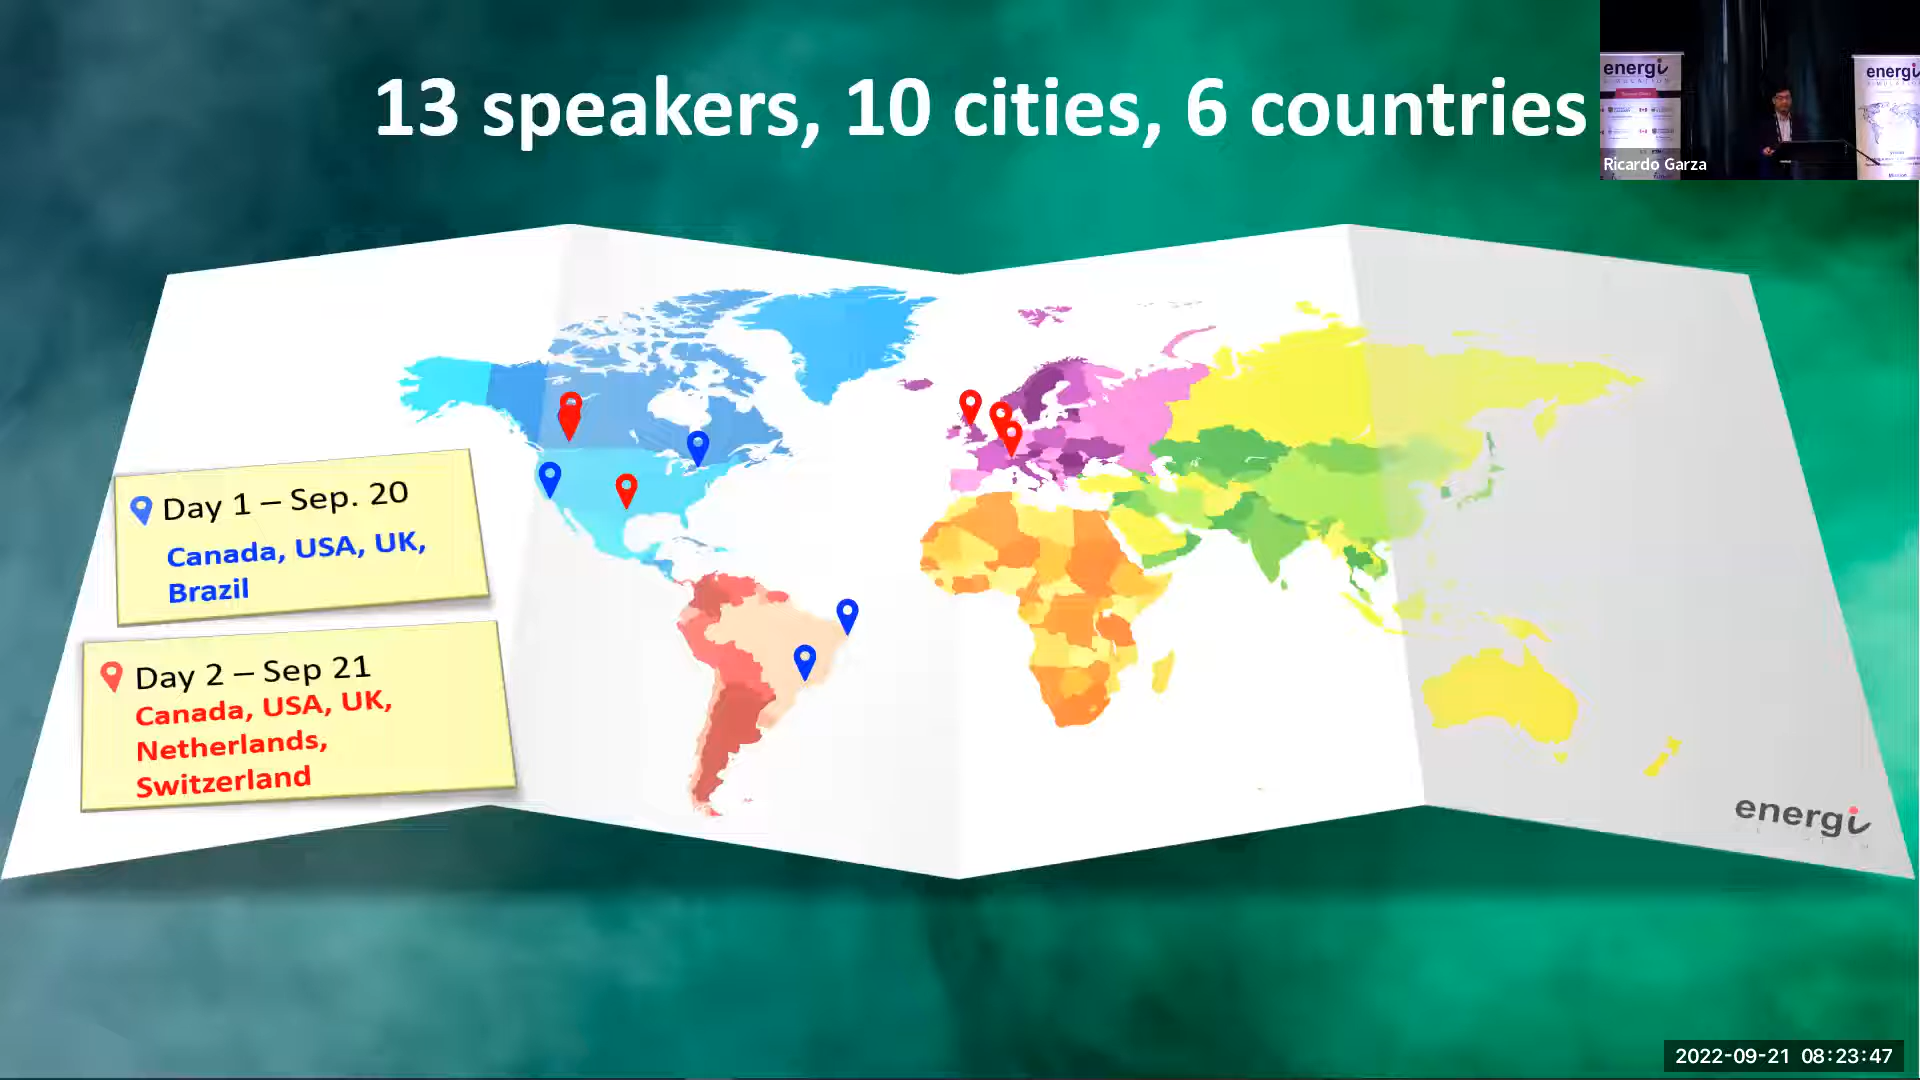 13 speakers, 10 cities, 6 countries
energi
energi
Ricardo Garza
Day 1 – Sep. 20
Canada, USA, UK,
Brazil
Day 2 – Sep 21
Canada, USA, UK,
Netherlands,
Switzerland
energi
2022-09-21 08:23:47